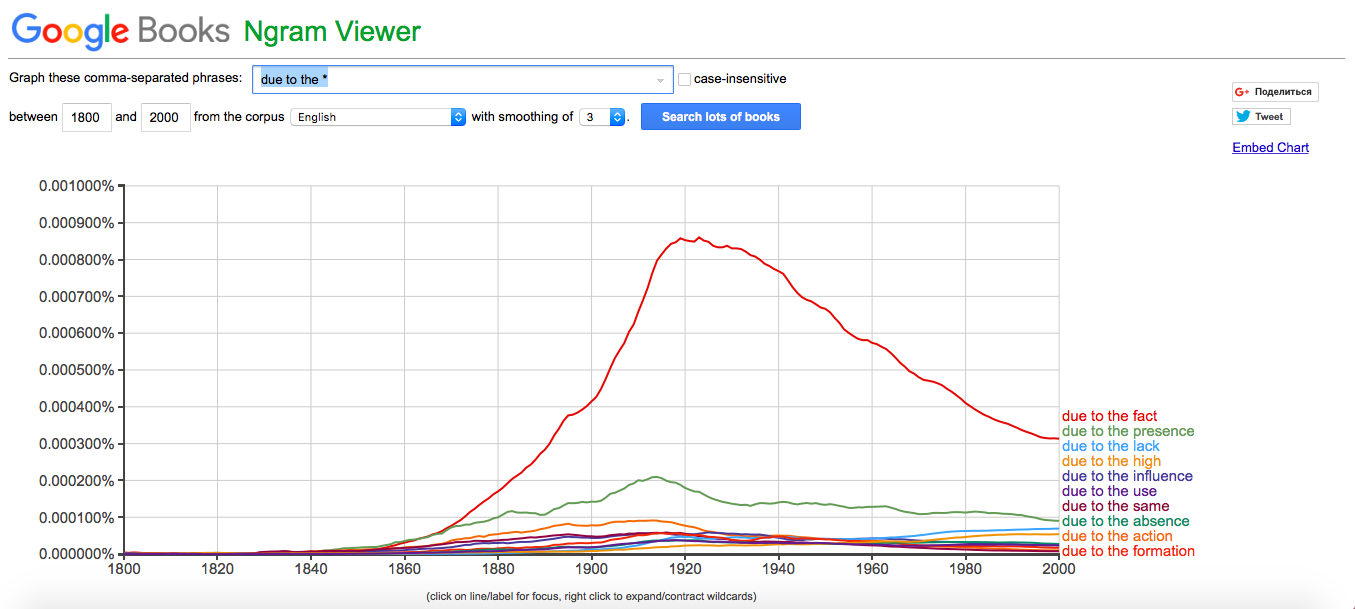 Google Books Ngram Viewer
Graph these comma-separated phrases: due to the * case-insensitive
between 1800 and 2000 from the corpus English with smoothing of 3 . Search lots of books
G+ Поделиться
Tweet
Embed Chart
0.001000%
0.000900%
0.000800%
0.000700%
0.000600%
0.000500%
0.000400%
0.000300%
0.000200%
0.000100%
0.000000%
1800 1820 1840 1860 1880 1900 1920 1940 1960 1980 2000
due to the fact
due to the presence
due to the lack
due to the high
due to the influence
due to the use
due to the same
due to the absence
due to the action
due to the formation
(click on line/label for focus, right click to expand/contract wildcards)